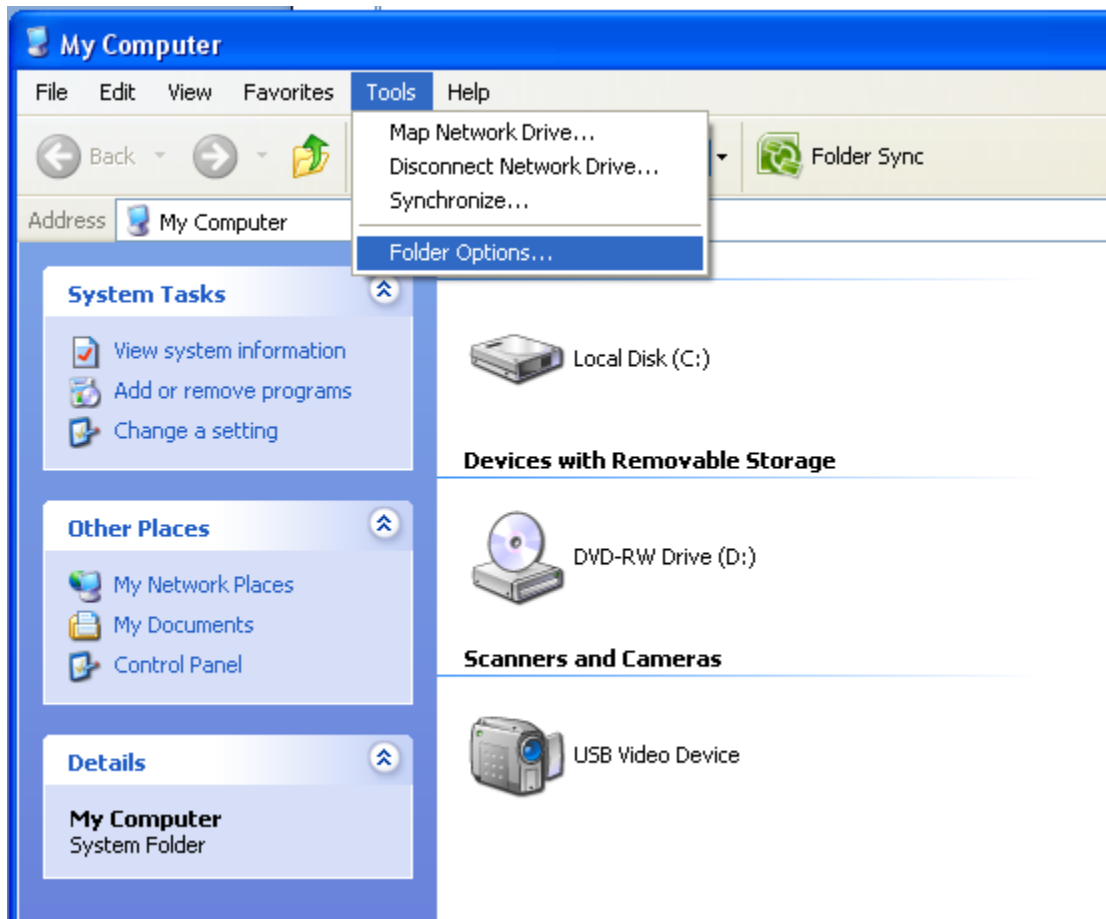 My Computer
File Edit View Favorites Tools Help
Map Network Drive...
Disconnect Network Drive...
Synchronize...
Folder Options...
Back
Folder Sync
Address My Computer
System Tasks
View system information
Add or remove programs
Change a setting
Other Places
My Network Places
My Documents
Control Panel
Details
My Computer
System Folder
Local Disk (C:)
Devices with Removable Storage
DVD-RW Drive (D:)
Scanners and Cameras
USB Video Device